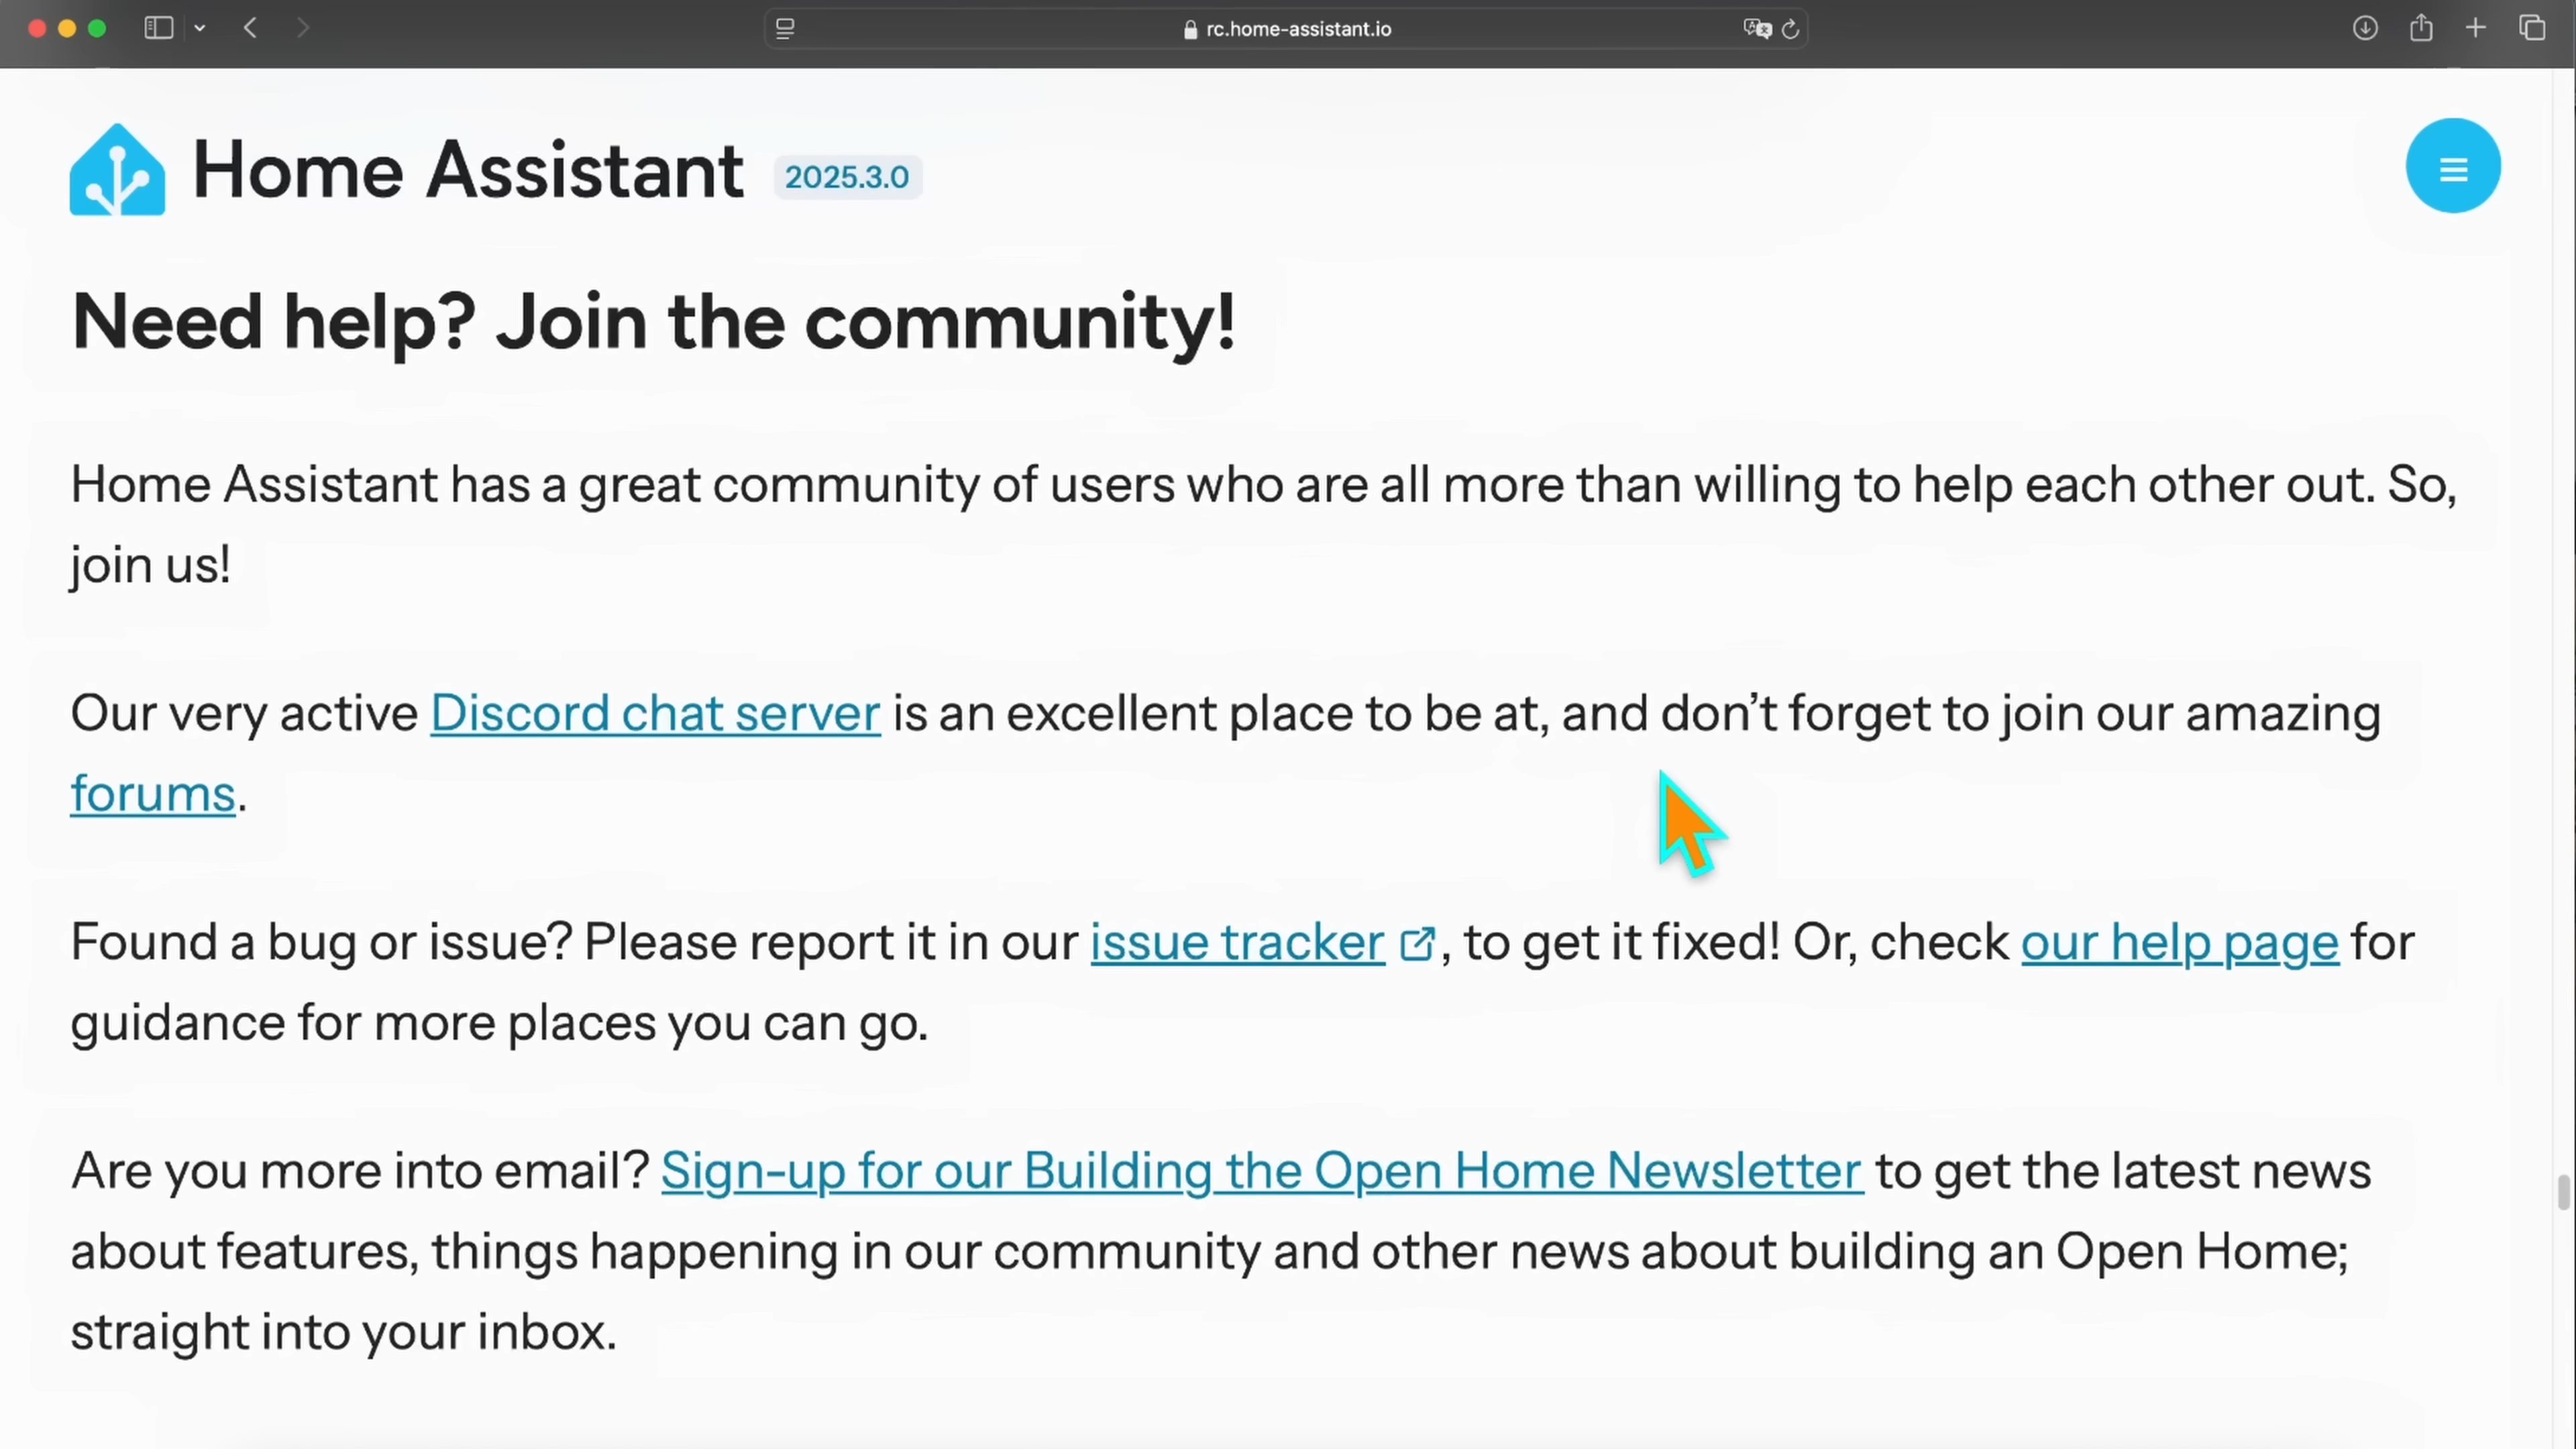 rc.home-assistant.io
Home Assistant 2025.3.0
Need help? Join the community!
Home Assistant has a great community of users who are all more than willing to help each other out. So,
join us!
Our very active Discord chat server is an excellent place to be at, and don’t forget to join our amazing
forums.
Found a bug or issue? Please report it in our issue tracker, to get it fixed! Or, check our help page for
guidance for more places you can go.
Are you more into email? Sign-up for our Building the Open Home Newsletter to get the latest news
about features, things happening in our community and other news about building an Open Home;
straight into your inbox.